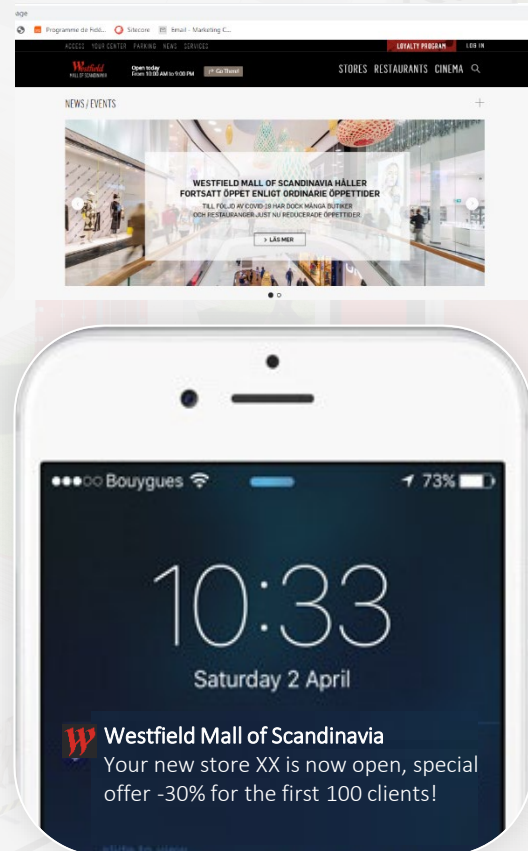 age
Programme de Fidé... Sitecore Email - Marketing C...
ACCESS YOUR CENTER PARKING NEWS SERVICES LOYALTY PROGRAM LOG IN
Westfield
MALL OF SCANDINAVIA
Open today
From 10:00 AM to 9:00 PM
Go There!
STORES RESTAURANTS CINEMA
NEWS / EVENTS
WESTFIELD MALL OF SCANDINAVIA HÅLLER
FORTSATT ÖPPET ENLIGT ORDINARIE ÖPPETTIDER
TILL FÖLJD AV COVID-19 HAR DOCK MÅNGA BUTIKER
OCH RESTAURANGER JUST NU REDUCERADE ÖPPETTIDER.
> LÄS MER
Bouygues 73%
10:33
Saturday 2 April
W Westfield Mall of Scandinavia
Your new store XX is now open, special
offer -30% for the first 100 clients!
slide to view